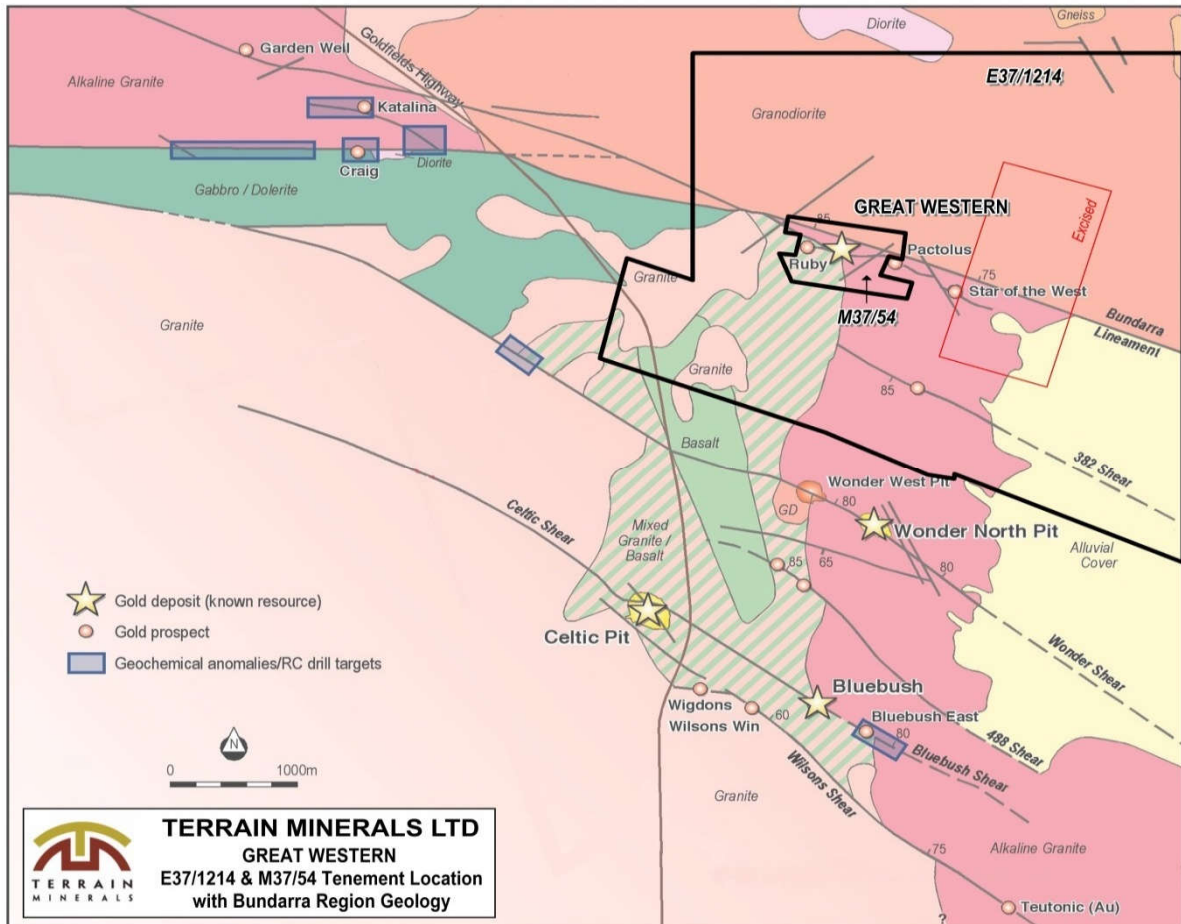 Garden Well
Goldfields Highway
Diorite
Gneiss
E37/1214
Alkaline Granite
Katalina
Granodiorite
Craig
Diorite
Gabbro / Dolerite
Excised
GREAT WESTERN
85
Ruby
Pactolus
75
Star of the West
M37/54
Bundarra
Lineament
Granite
Granite
Granite
85
382 Shear
Basalt
Wonder West Pit
GD
80
Wonder North Pit
Celtic Shear
Mixed
Granite /
Basalt
Alluvial
Cover
85
65
80
Gold deposit (known resource)
Gold prospect
Geochemical anomalies/RC drill targets
Celtic Pit
Wonder Shear
Bluebush
Wigdons
Wilsons Win
60
Bluebush East
80
488 Shear
Bluebush Shear
Wilsons Shear
N
0 1000m
Granite
75
Alkaline Granite
Teutonic (Au)
?
TERRAIN
MINERALS
TERRAIN MINERALS LTD
GREAT WESTERN
E37/1214 & M37/54 Tenement Location
with Bundarra Region Geology